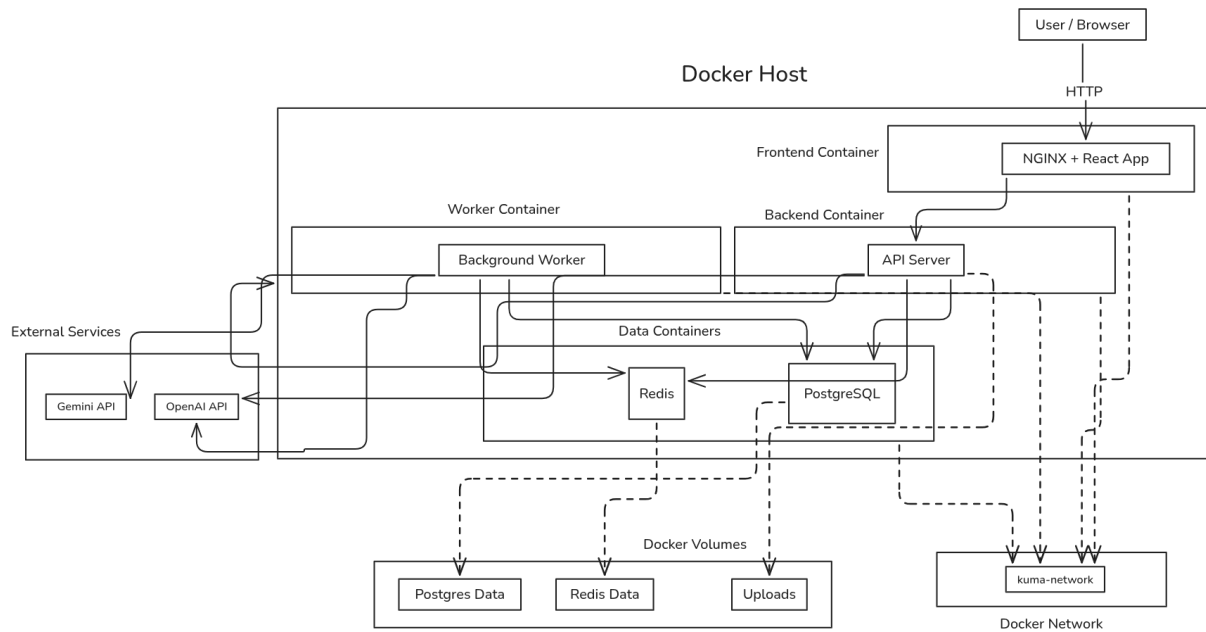 User / Browser
Docker Host
HTTP
Frontend Container
NGINX + React App
Worker Container
Backend Container
Background Worker
API Server
External Services
Data Containers
Gemini API
OpenAI API
Redis
PostgreSQL
Docker Volumes
Postgres Data
Redis Data
Uploads
kuma-network
Docker Network